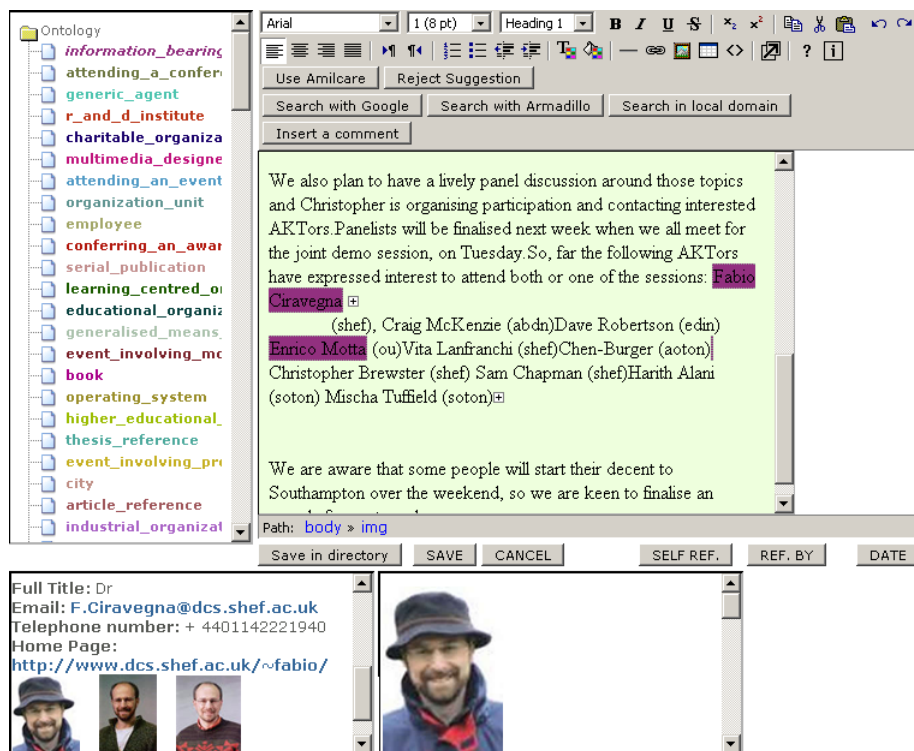 Ontology
information_bearing
attending_a_confer
generic_agent
r_and_d_institute
charitable_organiza
multimedia_designe
attending_an_event
organization_unit
employee
conferring_an_awar
serial_publication
learning_centred_o
educational_organiz
generalised_means_
event_involving_mo
book
operating_system
higher_educational_
thesis_reference
event_involving_pro
city
article_reference
industrial_organizat
Arial 1 (8 pt) Heading 1 B I U S ×₂ ×²
T ¶ ? i
Use Amilcare Reject Suggestion
Search with Google Search with Armadillo Search in local domain
Insert a comment
We also plan to have a lively panel discussion around those topics
and Christopher is organising participation and contacting interested
AKTors.Panelists will be finalised next week when we all meet for
the joint demo session, on Tuesday.So, far the following AKTors
have expressed interest to attend both or one of the sessions: Fabio
Ciravegna
(shef), Craig McKenzie (abdn)Dave Robertson (edin)
Enrico Motta (ou)Vita Lanfranchi (shef)Chen-Burger (aoton)
Christopher Brewster (shef) Sam Chapman (shef)Harith Alani
(soton) Mischa Tuffield (soton)
We are aware that some people will start their decent to
Southampton over the weekend, so we are keen to finalise an
Path: body » img
Save in directory SAVE CANCEL SELF REF. REF. BY DATE
Full Title: Dr
Email: F.Ciravegna@dcs.shef.ac.uk
Telephone number: + 4401142221940
Home Page:
http://www.dcs.shef.ac.uk/~fabio/